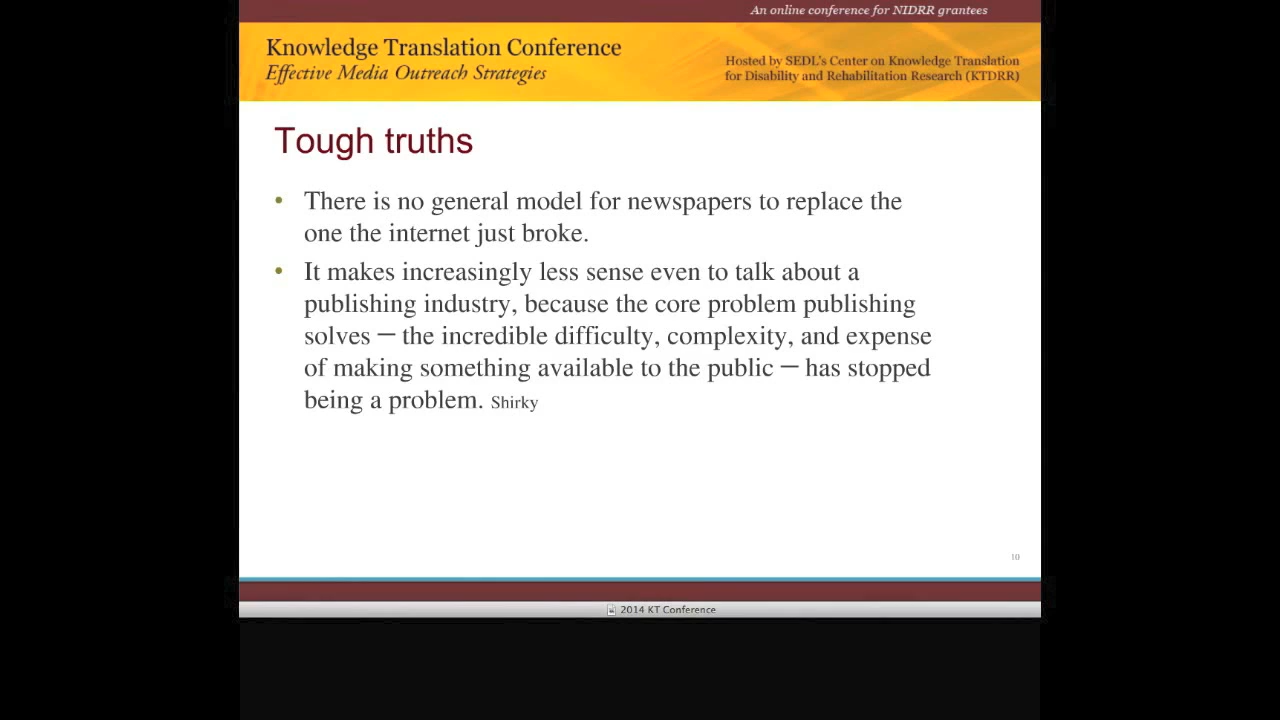 An online conference for NIDRR grantees
Knowledge Translation Conference
Effective Media Outreach Strategies
Hosted by SEDL's Center on Knowledge Translation
for Disability and Rehabilitation Research (KTDRR)
Tough truths
• There is no general model for newspapers to replace the
one the internet just broke.
• It makes increasingly less sense even to talk about a
publishing industry, because the core problem publishing
solves — the incredible difficulty, complexity, and expense
of making something available to the public — has stopped
being a problem. Shirky
10
2014 KT Conference